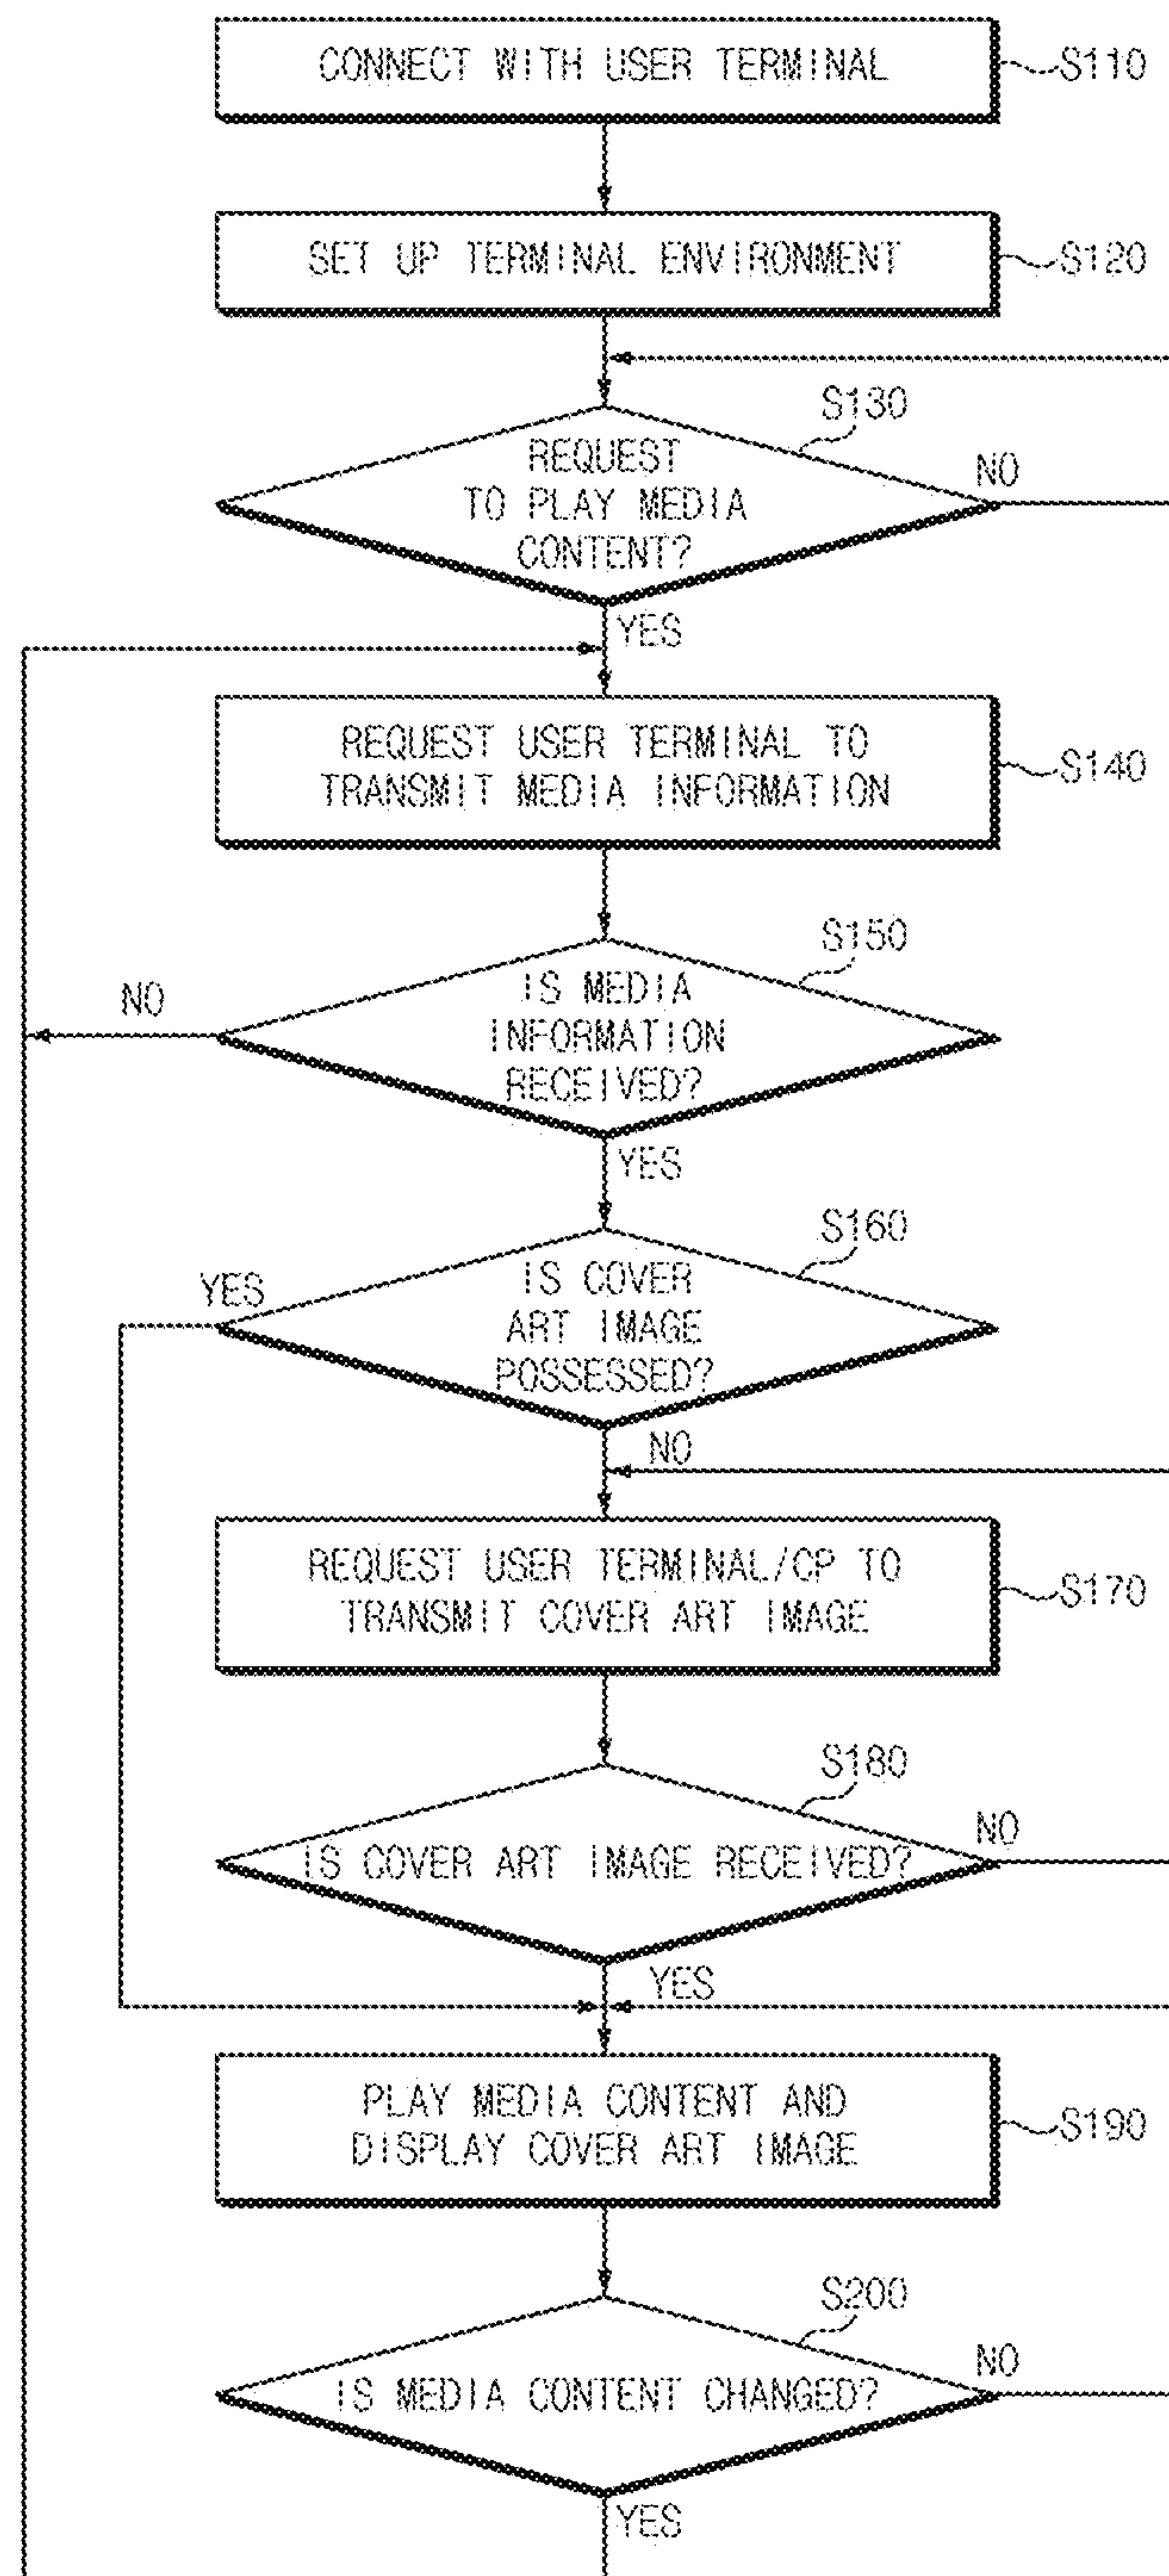 CONNECT WITH USER TERMINAL
S110
SET UP TERMINAL ENVIRONMENT
S120
S130
REQUEST
TO PLAY MEDIA
CONTENT?
NO
YES
REQUEST USER TERMINAL TO
TRANSMIT MEDIA INFORMATION
S140
S150
IS MEDIA
INFORMATION
RECEIVED?
NO
YES
S160
IS COVER
ART IMAGE
POSSESSED?
YES
NO
REQUEST USER TERMINAL/CP TO
TRANSMIT COVER ART IMAGE
S170
S180
IS COVER ART IMAGE RECEIVED?
NO
YES
PLAY MEDIA CONTENT AND
DISPLAY COVER ART IMAGE
S190
S200
IS MEDIA CONTENT CHANGED?
NO
YES